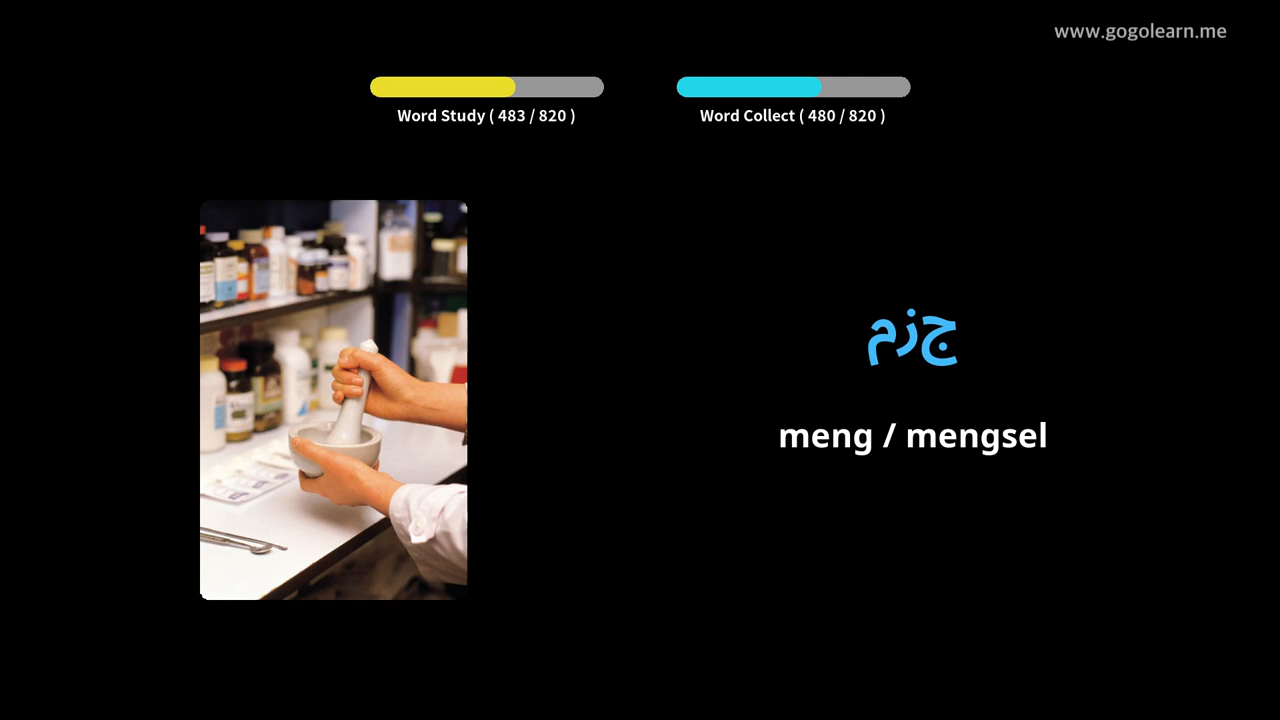 www.gogolearn.me
Word Study ( 483 / 820 )
Word Collect ( 480 / 820 )
جزم
meng / mengsel